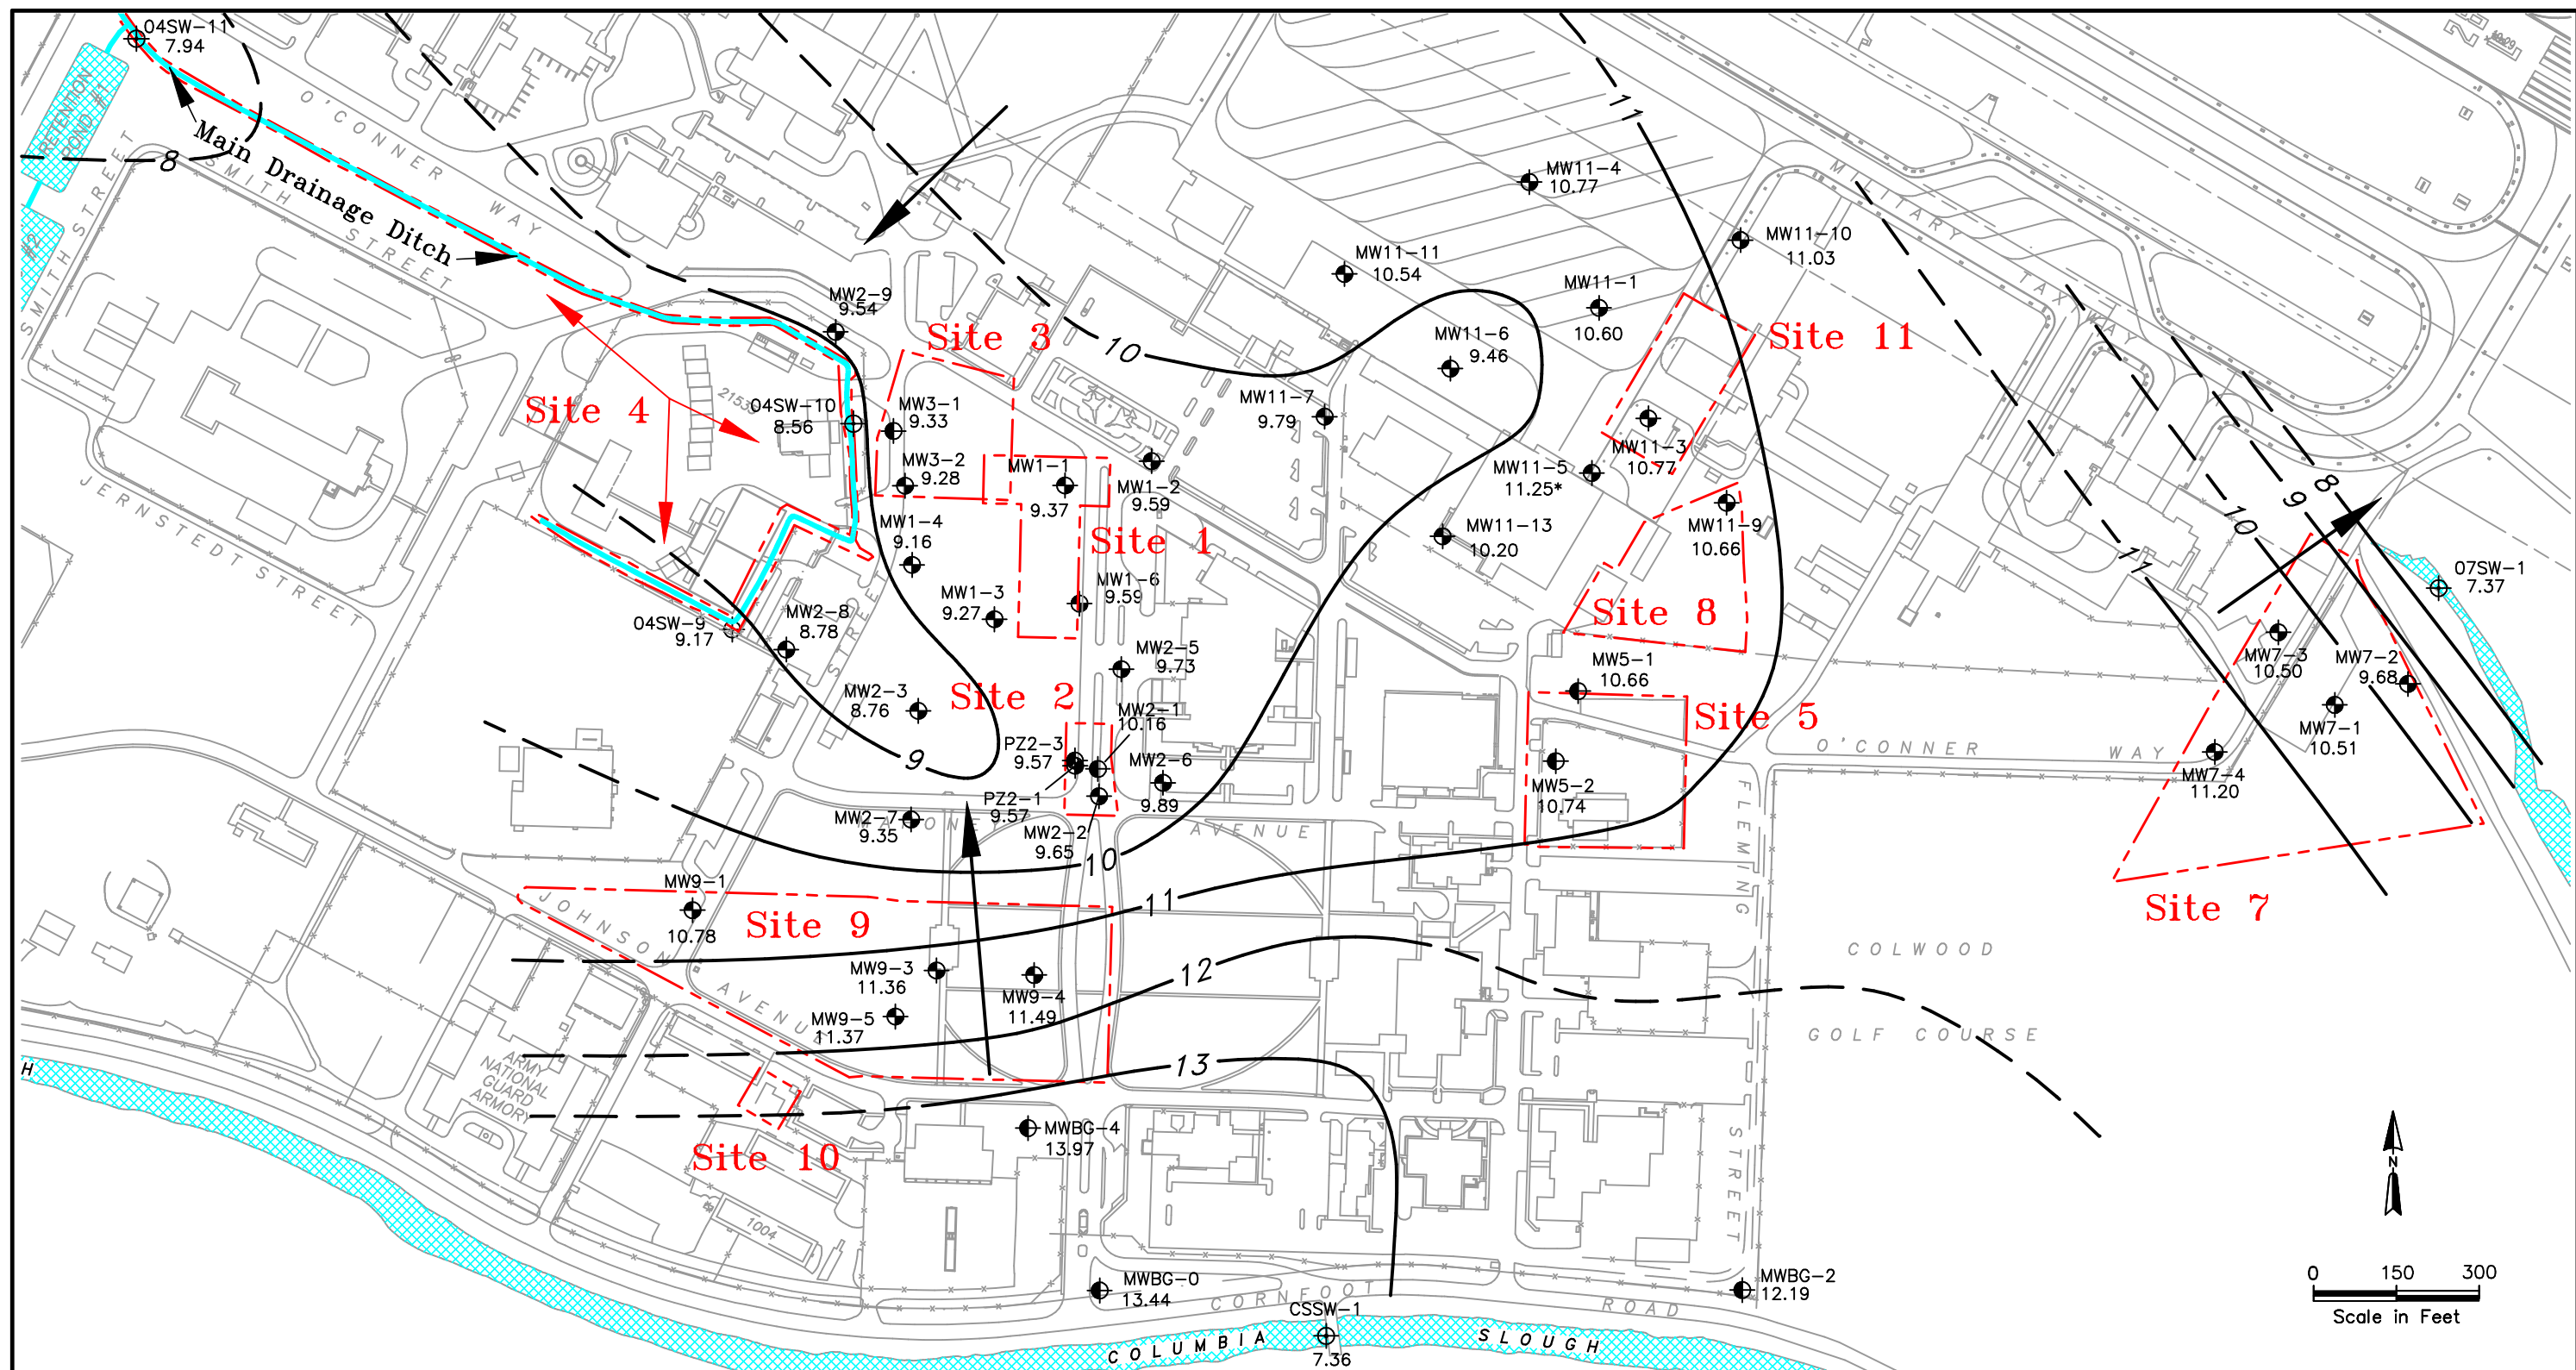 04SW-11
7.94
RETENTION
POND #1
#2
8
Main Drainage Ditch
O'CONNER WAY
SMITH STREET
SMITH STREET
JERNSTEDT STREET
11
MW11-4
10.77
MILITARY
TAXWAY
MW11-10
11.03
MW11-11
10.54
MW11-1
10.60
MW2-9
9.54
Site 3
10
MW11-6
9.46
Site 11
Site 4
2153
04SW-10
8.56
MW3-1
9.33
MW11-7
9.79
MW3-2
9.28
MW1-1
9.37
MW1-2
9.59
MW11-5
11.25*
MW11-3
10.77
8
9
10
11
MW1-4
9.16
Site 1
MW11-13
10.20
MW11-9
10.66
07SW-1
7.37
MW1-3
9.27
MW1-6
9.59
Site 8
04SW-9
9.17
MW2-8
8.78
STREET
MW2-5
9.73
MW5-1
10.66
MW7-3
10.50
MW7-2
9.68
MW2-3
8.76
Site 2
MW2-1
10.16
Site 5
MW7-1
10.51
9
PZ2-3
9.57
MW2-6
9.89
MW5-2
10.74
O'CONNER WAY
MW7-4
11.20
PZ2-1
9.57
MW2-7
9.35
MW2-2
9.65
AVENUE
10
FLEMING
STREET
MW9-1
10.78
Site 9
11
Site 7
JOHNSON
AVENUE
COLWOOD
GOLF COURSE
MW9-3
11.36
MW9-4
11.49
12
MW9-5
11.37
ARMY
NATIONAL
GUARD
ARMORY
13
H
Site 10
MWBG-4
13.97
1004
N
MWBG-0
13.44
CORNFOOT ROAD
MWBG-2
12.19
CSSW-1
7.36
COLUMBIA SLOUGH
0 150 300
Scale in Feet